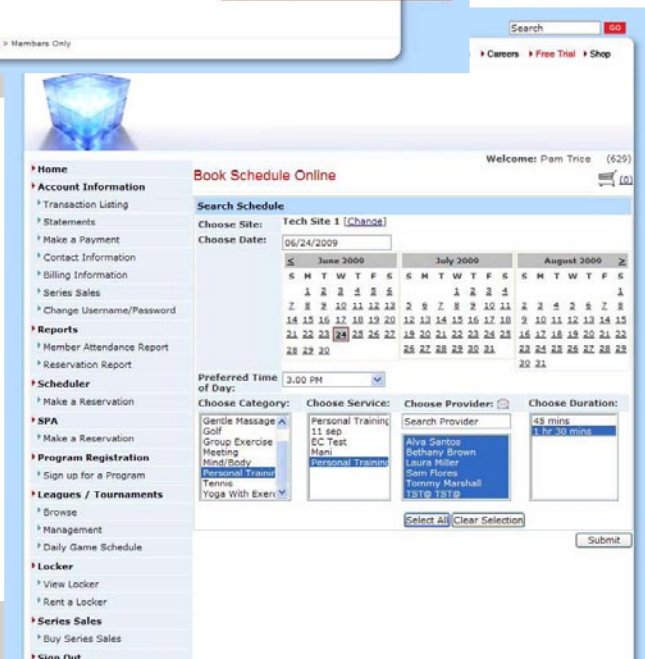 > Members Only
Search GO
Careers Free Trial Shop
Welcome: Pam Trice (629)
(0)
Home
Account Information
Transaction Listing
Statements
Make a Payment
Contact Information
Billing Information
Series Sales
Change Username/Password
Reports
Member Attendance Report
Reservation Report
Scheduler
Make a Reservation
SPA
Make a Reservation
Program Registration
Sign up for a Program
Leagues / Tournaments
Browse
Management
Daily Game Schedule
Locker
View Locker
Rent a Locker
Series Sales
Buy Series Sales
Sign Out
Book Schedule Online
Search Schedule
Choose Site: Tech Site 1 [Change]
Choose Date: 06/24/2009
< June 2009
S M T W T F S
1 2 3 4 5 6
7 8 9 10 11 12 13
14 15 16 17 18 19 20
21 22 23 24 25 26 27
28 29 30
July 2009
S M T W T F S
1 2 3 4
5 6 7 8 9 10 11
12 13 14 15 16 17 18
19 20 21 22 23 24 25
26 27 28 29 30 31
August 2009 >
S M T W T F S
1
2 3 4 5 6 7 8
9 10 11 12 13 14 15
16 17 18 19 20 21 22
23 24 25 26 27 28 29
30 31
Preferred Time
of Day: 3.00 PM
Choose Category:
Gentle Massage
Golf
Group Exercise
Meeting
Mind/Body
Personal Trainin
Tennis
Yoga With Exerc
Choose Service:
Personal Training
11 sep
EC Test
Mani
Personal Training
Choose Provider:
Search Provider
Alva Santos
Bethany Brown
Laura Miller
Sam Flores
Tommy Marshall
TST@ TST@
Select All Clear Selection
Choose Duration:
45 mins
1 hr 30 mins
Submit